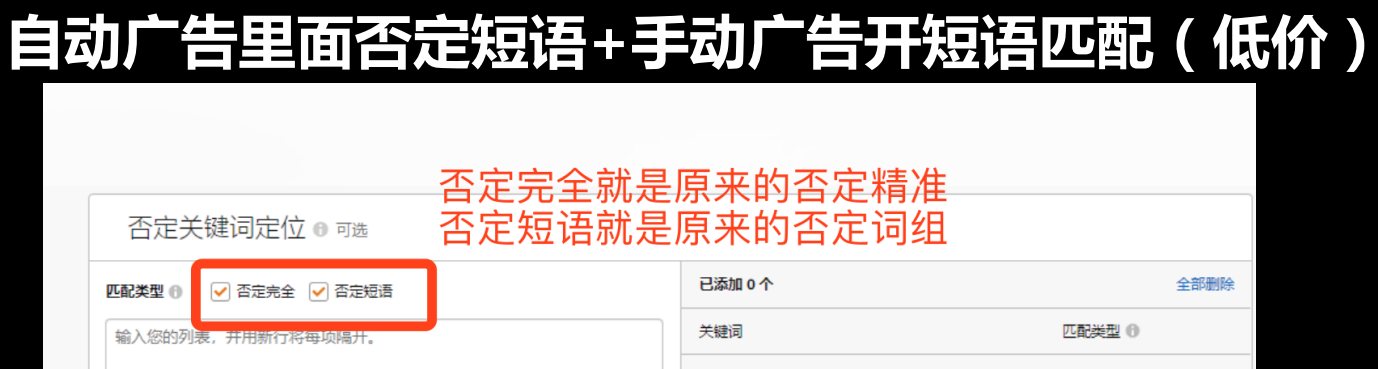 自动广告里面否定短语+手动广告开短语匹配（低价）
否定完全就是原来的否定精准
否定关键词定位 可选
否定短语就是原来的否定词组
匹配类型 否定完全 否定短语
已添加 0 个 全部删除
输入您的列表，并用新行将每项隔开。
关键词 匹配类型